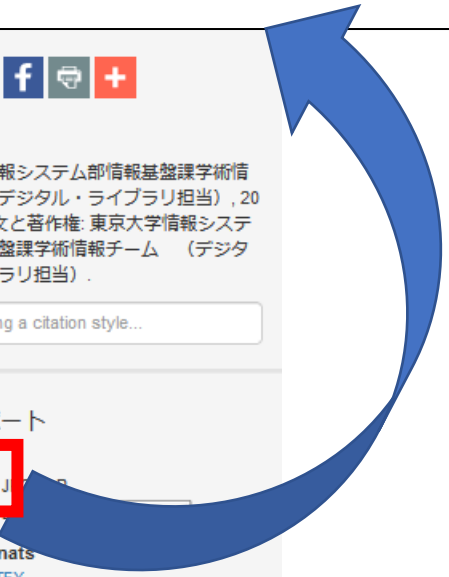 報システム部情報基盤課学術情
デジタル・ライブラリ担当）, 20
文と著作権: 東京大学情報システ
盤課学術情報チーム （デジタ
ラリ担当）.
ng a citation style...
ート
nats